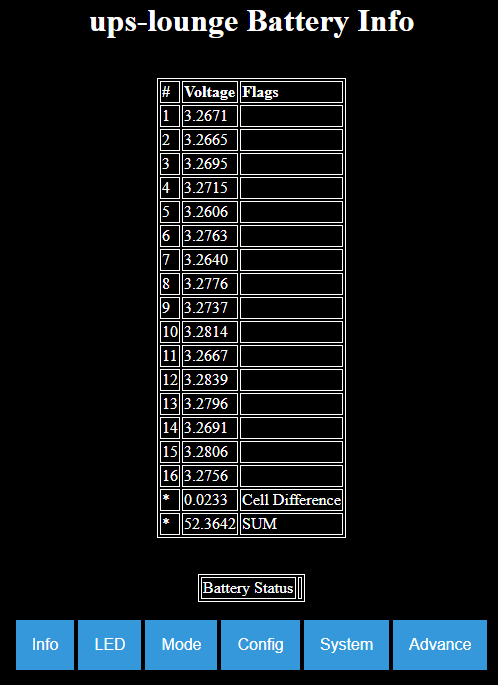 ups-lounge Battery Info
# Voltage Flags
1 3.2671
2 3.2665
3 3.2695
4 3.2715
5 3.2606
6 3.2763
7 3.2640
8 3.2776
9 3.2737
10 3.2814
11 3.2667
12 3.2839
13 3.2796
14 3.2691
15 3.2806
16 3.2756
* 0.0233 Cell Difference
* 52.3642 SUM
Battery Status
Info LED Mode Config System Advance